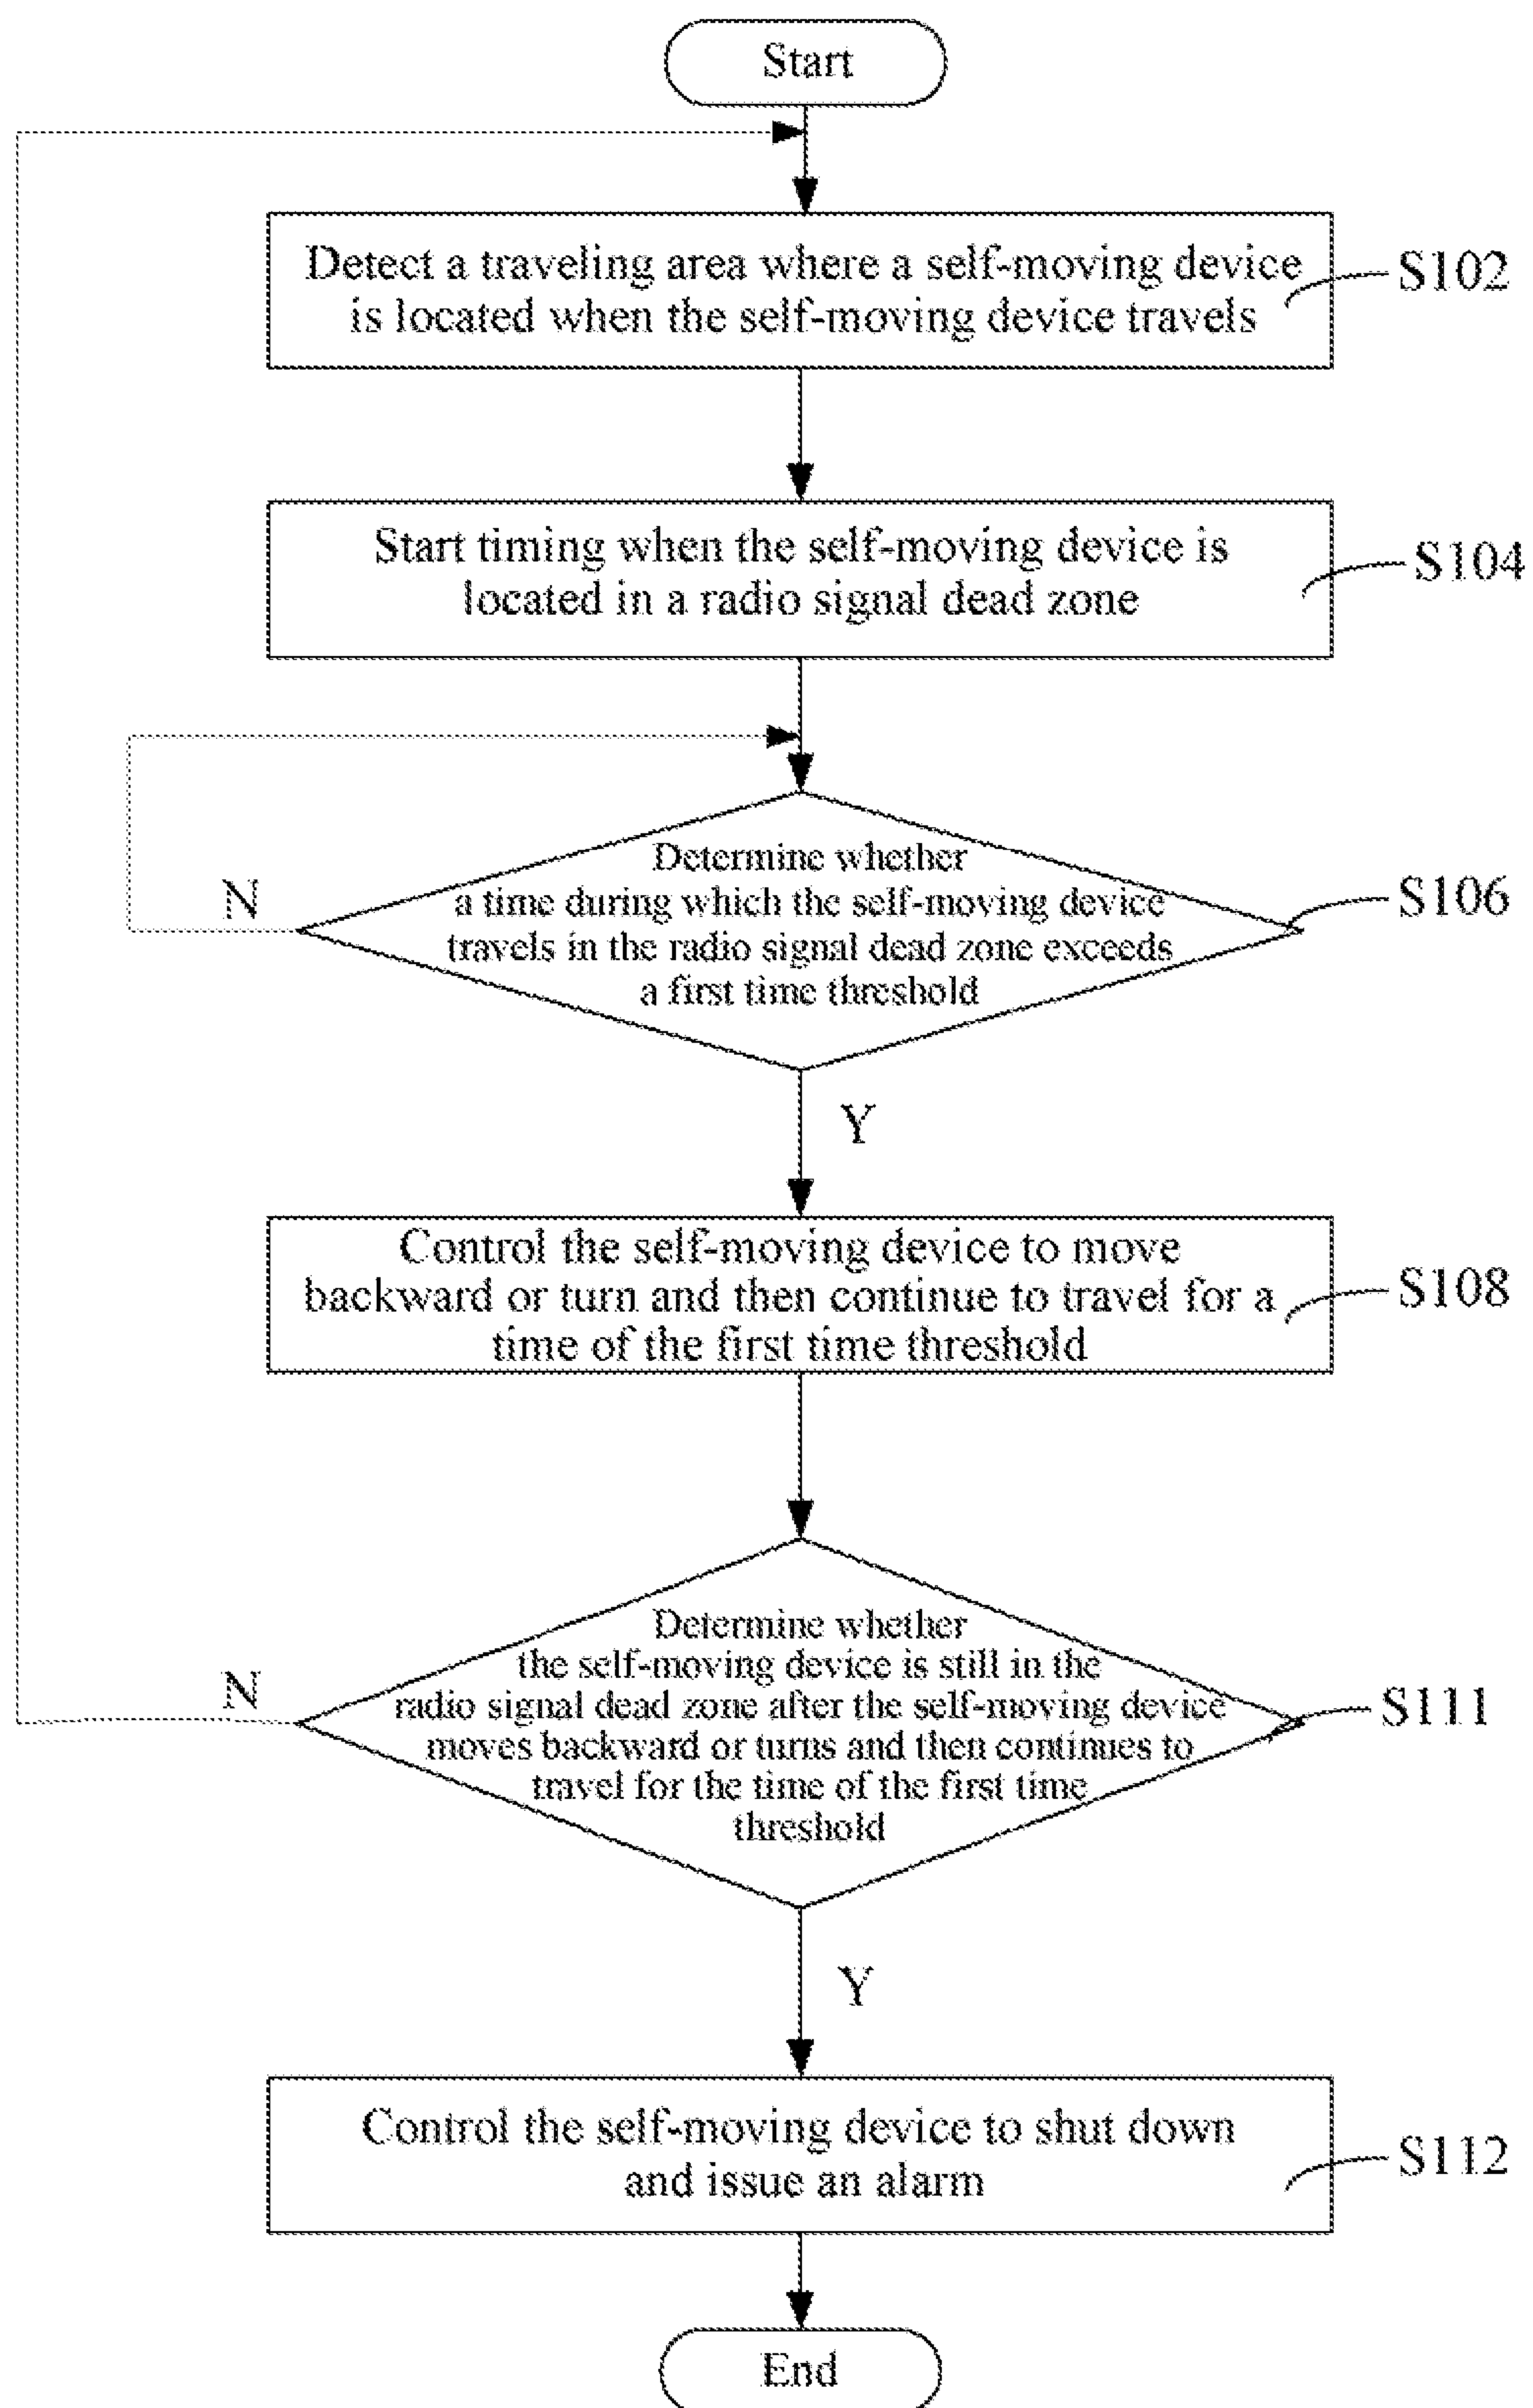 Start
Detect a traveling area where a self-moving device
is located when the self-moving device travels
S102
Start timing when the self-moving device is
located in a radio signal dead zone
S104
Determine whether
a time during which the self-moving device
travels in the radio signal dead zone exceeds
a first time threshold
S106
N
Y
Control the self-moving device to move
backward or turn and then continue to travel for a
time of the first time threshold
S108
Determine whether
the self-moving device is still in the
radio signal dead zone after the self-moving device
moves backward or turns and then continues to
travel for the time of the first time
threshold
S111
N
Y
Control the self-moving device to shut down
and issue an alarm
S112
End